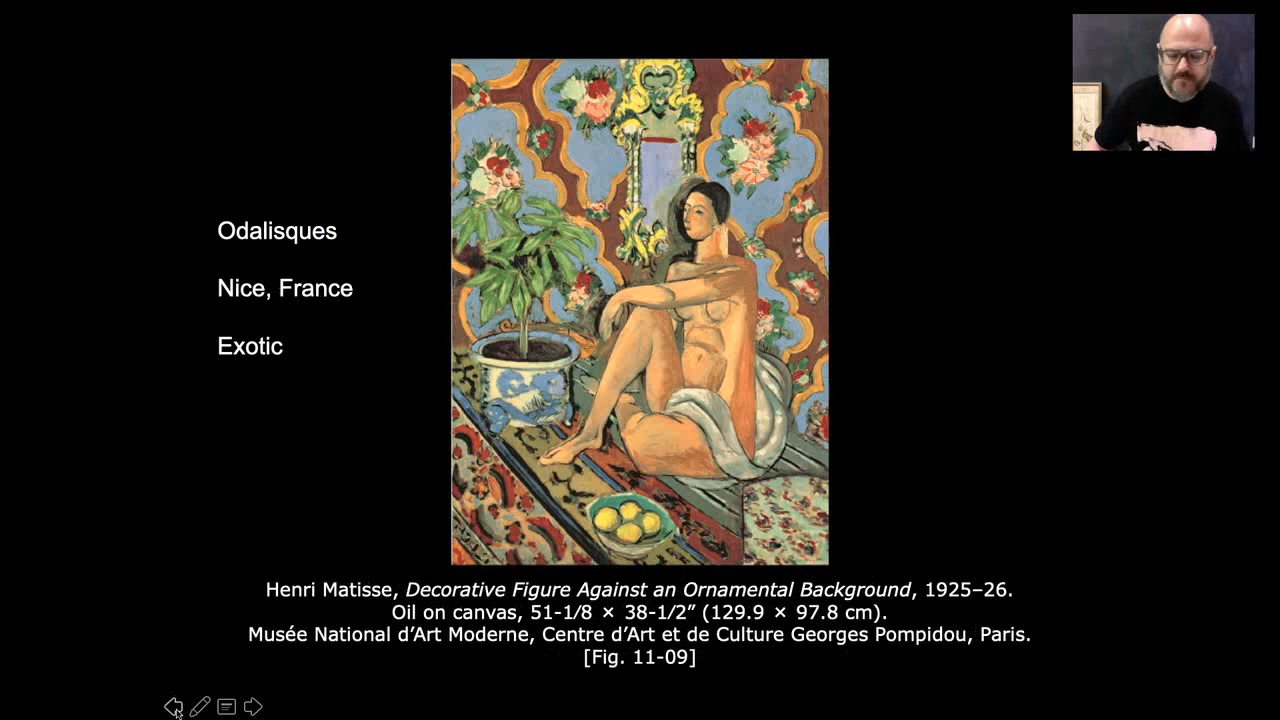 Odalisques
Nice, France
Exotic
Henri Matisse, Decorative Figure Against an Ornamental Background, 1925–26.
Oil on canvas, 51-1/8 × 38-1/2” (129.9 × 97.8 cm).
Musée National d’Art Moderne, Centre d’Art et de Culture Georges Pompidou, Paris.
[Fig. 11-09]